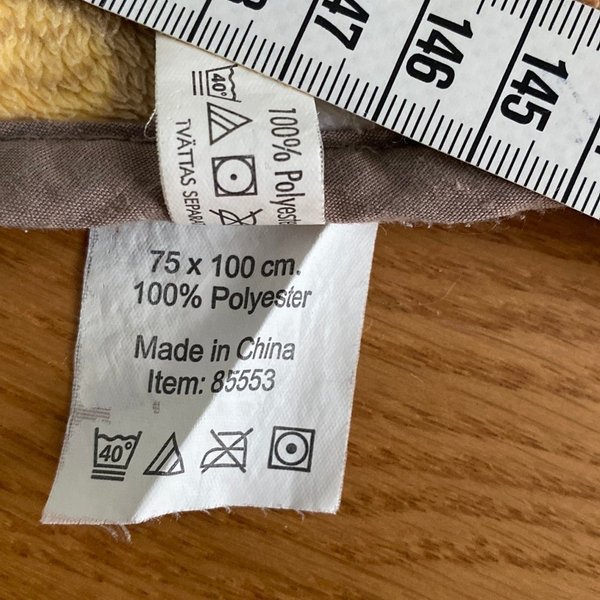 148
147
146
145
40°
100% Polyester
TVÄTTAS SEPARAT
75 x 100 cm.
100% Polyester
Made in China
Item: 85553
40°